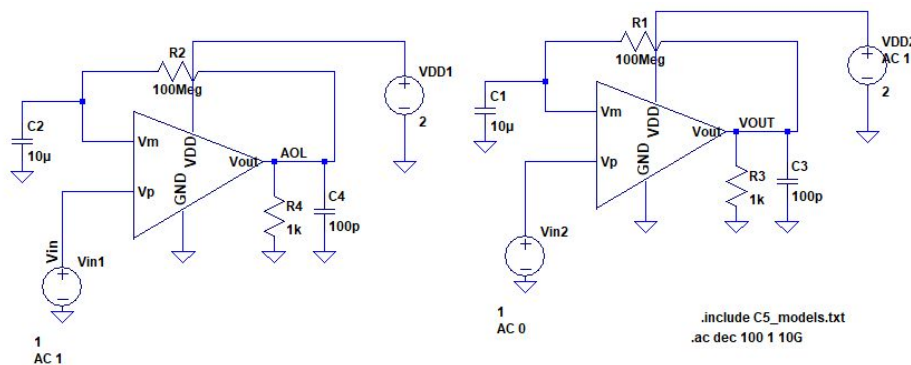 R2
100Meg
VDD1
2
C2
10µ
Vm
VDD
Vout
AOL
Vp
GND
R4
1k
C4
100p
Vin
Vin1
1
AC 1
R1
100Meg
VDD2
AC 1
2
C1
10µ
Vm
VDD
Vout
VOUT
Vp
GND
R3
1k
C3
100p
Vin2
1
AC 0
.include C5_models.txt
.ac dec 100 1 10G